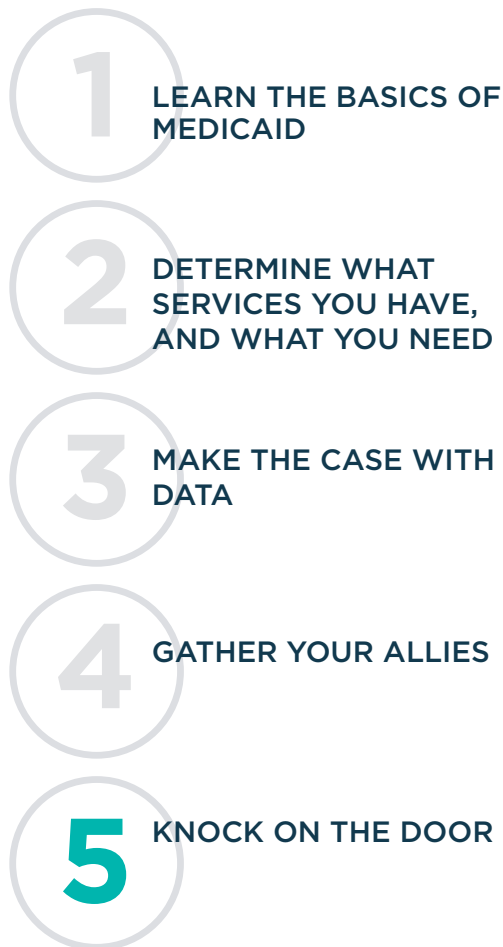 1
LEARN THE BASICS OF
MEDICAID
2
DETERMINE WHAT
SERVICES YOU HAVE,
AND WHAT YOU NEED
3
MAKE THE CASE WITH
DATA
4
GATHER YOUR ALLIES
5
KNOCK ON THE DOOR